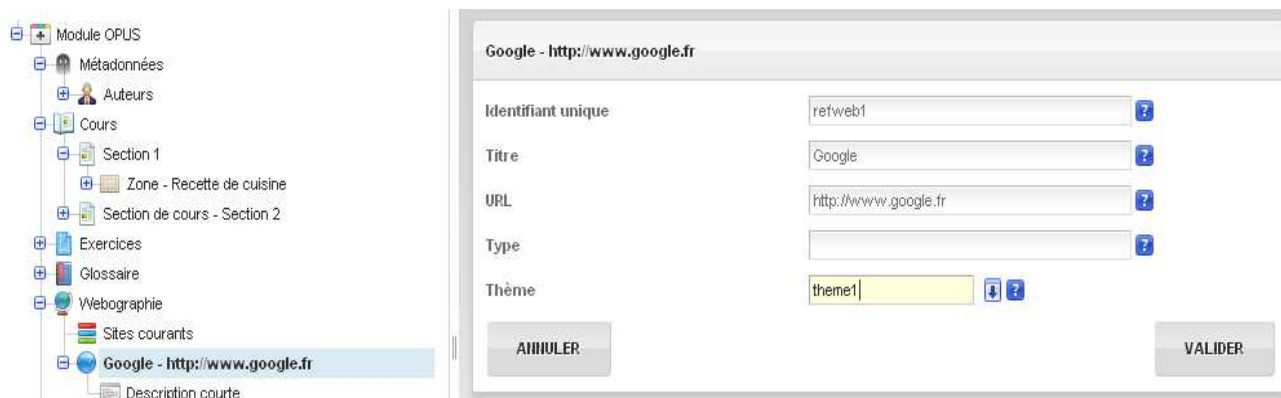 Module OPUS
Métadonnées
Auteurs
Cours
Section 1
Zone - Recette de cuisine
Section de cours - Section 2
Exercices
Glossaire
Webographie
Sites courants
Google - http://www.google.fr
Description courte
Google - http://www.google.fr
Identifiant unique
refweb1
?
Titre
Google
?
URL
http://www.google.fr
?
Type
?
Thème
theme1
?
ANNULER
VALIDER